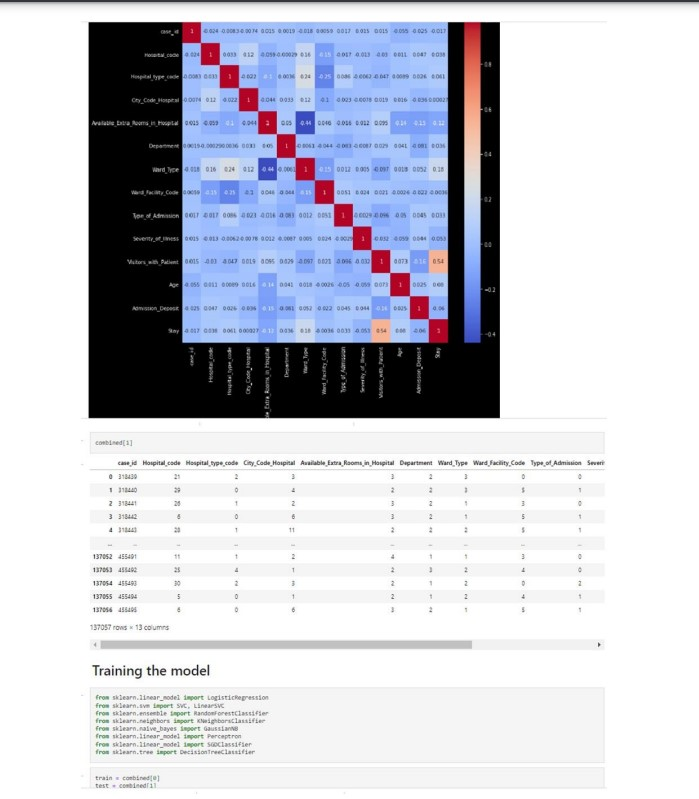 case_id 1 -0.024 -0.0083 -0.0074 0.015 0.0019 -0.018 0.0059 0.017 0.015 0.015 -0.055 -0.025 -0.017
Hospital_code -0.024 1 0.033 0.12 -0.059 -0.00029 0.16 -0.15 -0.017 -0.013 -0.03 0.011 0.047 0.038
Hospital_type_code -0.0083 0.033 1 -0.022 -0.1 0.0036 0.24 -0.25 0.086 -0.0062 -0.047 0.0089 0.026 0.061
City_Code_Hospital -0.0074 0.12 -0.022 1 -0.044 0.033 0.12 -0.1 -0.023 -0.0078 0.019 0.016 -0.036 0.00027
Available_Extra_Rooms_in_Hospital 0.015 -0.059 -0.1 -0.044 1 0.05 -0.44 0.046 -0.016 0.012 0.095 -0.14 -0.15 -0.12
Department 0.0019 -0.00029 0.0036 0.033 0.05 1 -0.0061 -0.044 -0.083 -0.0087 0.029 0.041 -0.081 0.036
Ward_Type -0.018 0.16 0.24 0.12 -0.44 -0.0061 1 -0.15 0.012 0.005 -0.097 0.018 0.052 0.18
Ward_Facility_Code 0.0059 -0.15 -0.25 -0.1 0.046 -0.044 -0.15 1 0.051 0.024 0.021 -0.0026 -0.022 -0.0036
Type_of_Admission 0.017 -0.017 0.086 -0.023 -0.016 -0.083 0.012 0.051 1 -0.0029 -0.096 -0.05 0.045 0.033
Severity_of_Illness 0.015 -0.013 -0.0062 -0.0078 0.012 -0.0087 0.005 0.024 -0.0029 1 -0.032 -0.059 0.044 -0.053
Visitors_with_Patient 0.015 -0.03 -0.047 0.019 0.095 0.029 -0.097 0.021 -0.096 -0.032 1 0.073 -0.16 0.54
Age -0.055 0.011 0.0089 0.016 -0.14 0.041 0.018 -0.0026 -0.05 -0.059 0.073 1 0.025 0.08
Admission_Deposit -0.025 0.047 0.026 -0.036 -0.15 -0.081 0.052 -0.022 0.045 0.044 -0.16 0.025 1 -0.06
Stay -0.017 0.038 0.061 0.00027 -0.12 0.036 0.18 -0.0036 0.033 -0.053 0.54 0.08 -0.06 1
case_id Hospital_code Hospital_type_code City_Code_Hospital le_Extra_Rooms_in_Hospital Department Ward_Type Ward_Facility_Code Type_of_Admission Severity_of_Illness Visitors_with_Patient Age Admission_Deposit Stay
0.8
0.6
0.4
0.2
0.0
-0.2
-0.4
combined[1]
case_id Hospital_code Hospital_type_code City_Code_Hospital Available_Extra_Rooms_in_Hospital Department Ward_Type Ward_Facility_Code Type_of_Admission Severi
0 318439 21 2 3 3 2 3 0 0
1 318440 29 0 4 2 2 3 5 1
2 318441 26 1 2 3 2 1 3 0
3 318442 6 0 6 3 2 1 5 1
4 318443 28 1 11 2 2 2 5 1
... ... ... ... ... ... ... ... ... ...
137052 455491 11 1 2 4 1 1 3 0
137053 455492 25 4 1 2 3 2 4 0
137054 455493 30 2 3 2 1 2 0 2
137055 455494 5 0 1 2 1 2 4 1
137056 455495 6 0 6 3 2 1 5 1
137057 rows × 13 columns
Training the model
from sklearn.linear_model import LogisticRegression
from sklearn.svm import SVC, LinearSVC
from sklearn.ensemble import RandomForestClassifier
from sklearn.neighbors import KNeighborsClassifier
from sklearn.naive_bayes import GaussianNB
from sklearn.linear_model import Perceptron
from sklearn.linear_model import SGDClassifier
from sklearn.tree import DecisionTreeClassifier
train = combined[0]
test = combined[1]